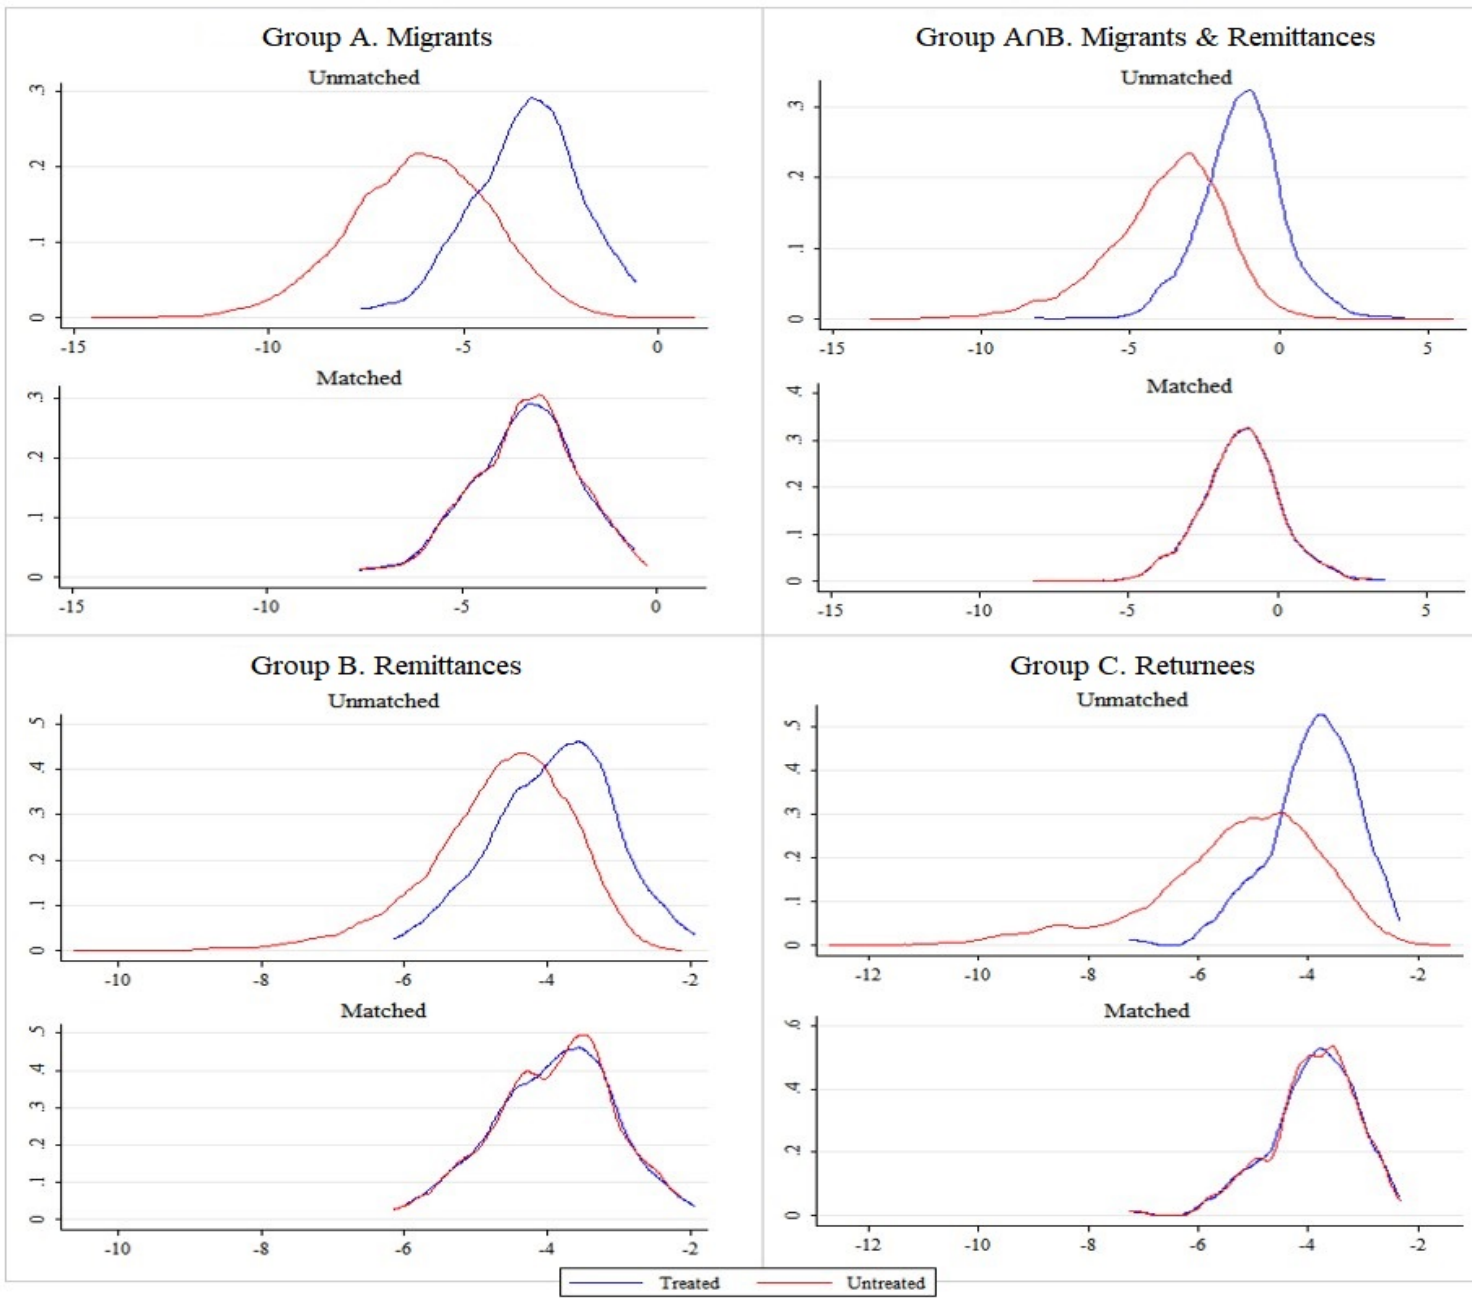 Group A. Migrants
Unmatched
.3
.2
.1
0
-15 -10 -5 0
Matched
.3
.2
.1
0
-15 -10 -5 0
Group A∩B. Migrants & Remittances
Unmatched
.3
.2
.1
0
-15 -10 -5 0 5
Matched
.4
.3
.2
.1
0
-15 -10 -5 0 5
Group B. Remittances
Unmatched
.5
.4
.3
.2
.1
0
-10 -8 -6 -4 -2
Matched
.5
.4
.3
.2
.1
0
-10 -8 -6 -4 -2
Group C. Returnees
Unmatched
.5
.4
.3
.2
.1
0
-12 -10 -8 -6 -4 -2
Matched
.6
.4
.2
0
-12 -10 -8 -6 -4 -2
Treated Untreated